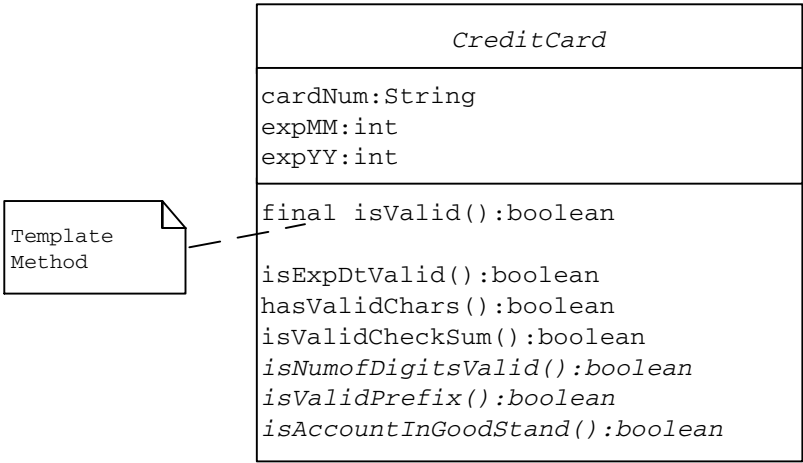 CreditCard
cardNum:String
expMM:int
expYY:int
final isValid():boolean
Template
Method
isExpDtValid():boolean
hasValidChars():boolean
isValidCheckSum():boolean
isNumofDigitsValid():boolean
isValidPrefix():boolean
isAccountInGoodStand():boolean